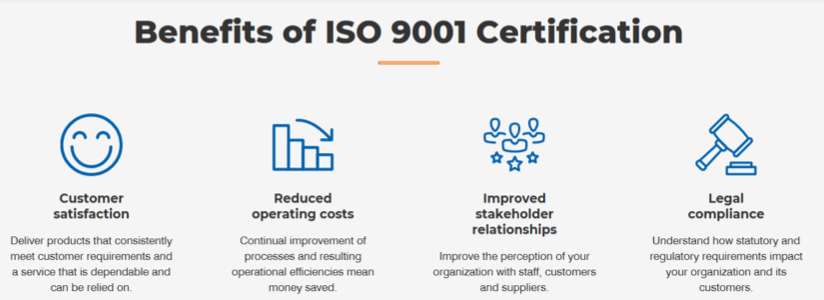 Benefits of ISO 9001 Certification
Customer
satisfaction
Deliver products that consistently
meet customer requirements and
a service that is dependable and
can be relied on.
Reduced
operating costs
Continual improvement of
processes and resulting
operational efficiencies mean
money saved.
Improved
stakeholder
relationships
Improve the perception of your
organization with staff, customers
and suppliers.
Legal
compliance
Understand how statutory and
regulatory requirements impact
your organization and its
customers.